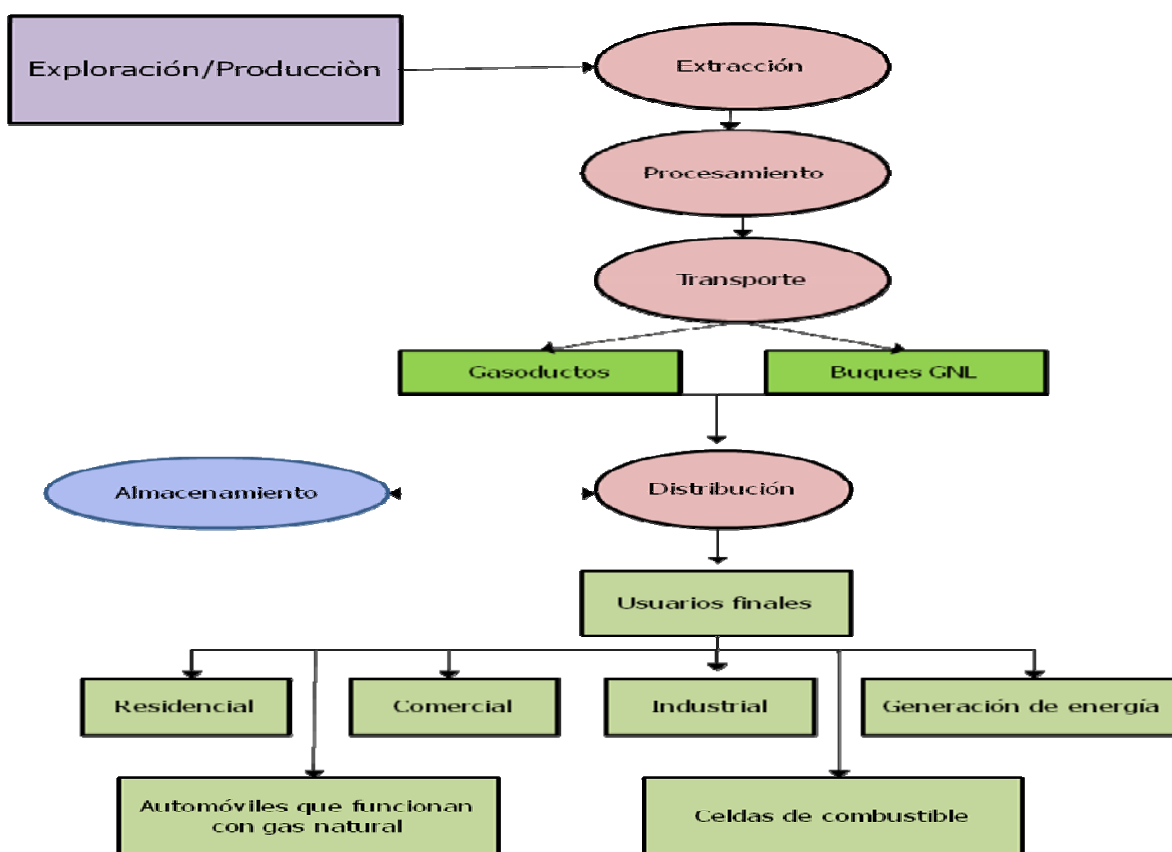 Exploración/Producciòn
Extracción
Procesamiento
Transporte
Gasoductos
Buques GNL
Almacenamiento
Distribución
Usuarios finales
Residencial
Comercial
Industrial
Generación de energía
Automóviles que funcionan
con gas natural
Celdas de combustible